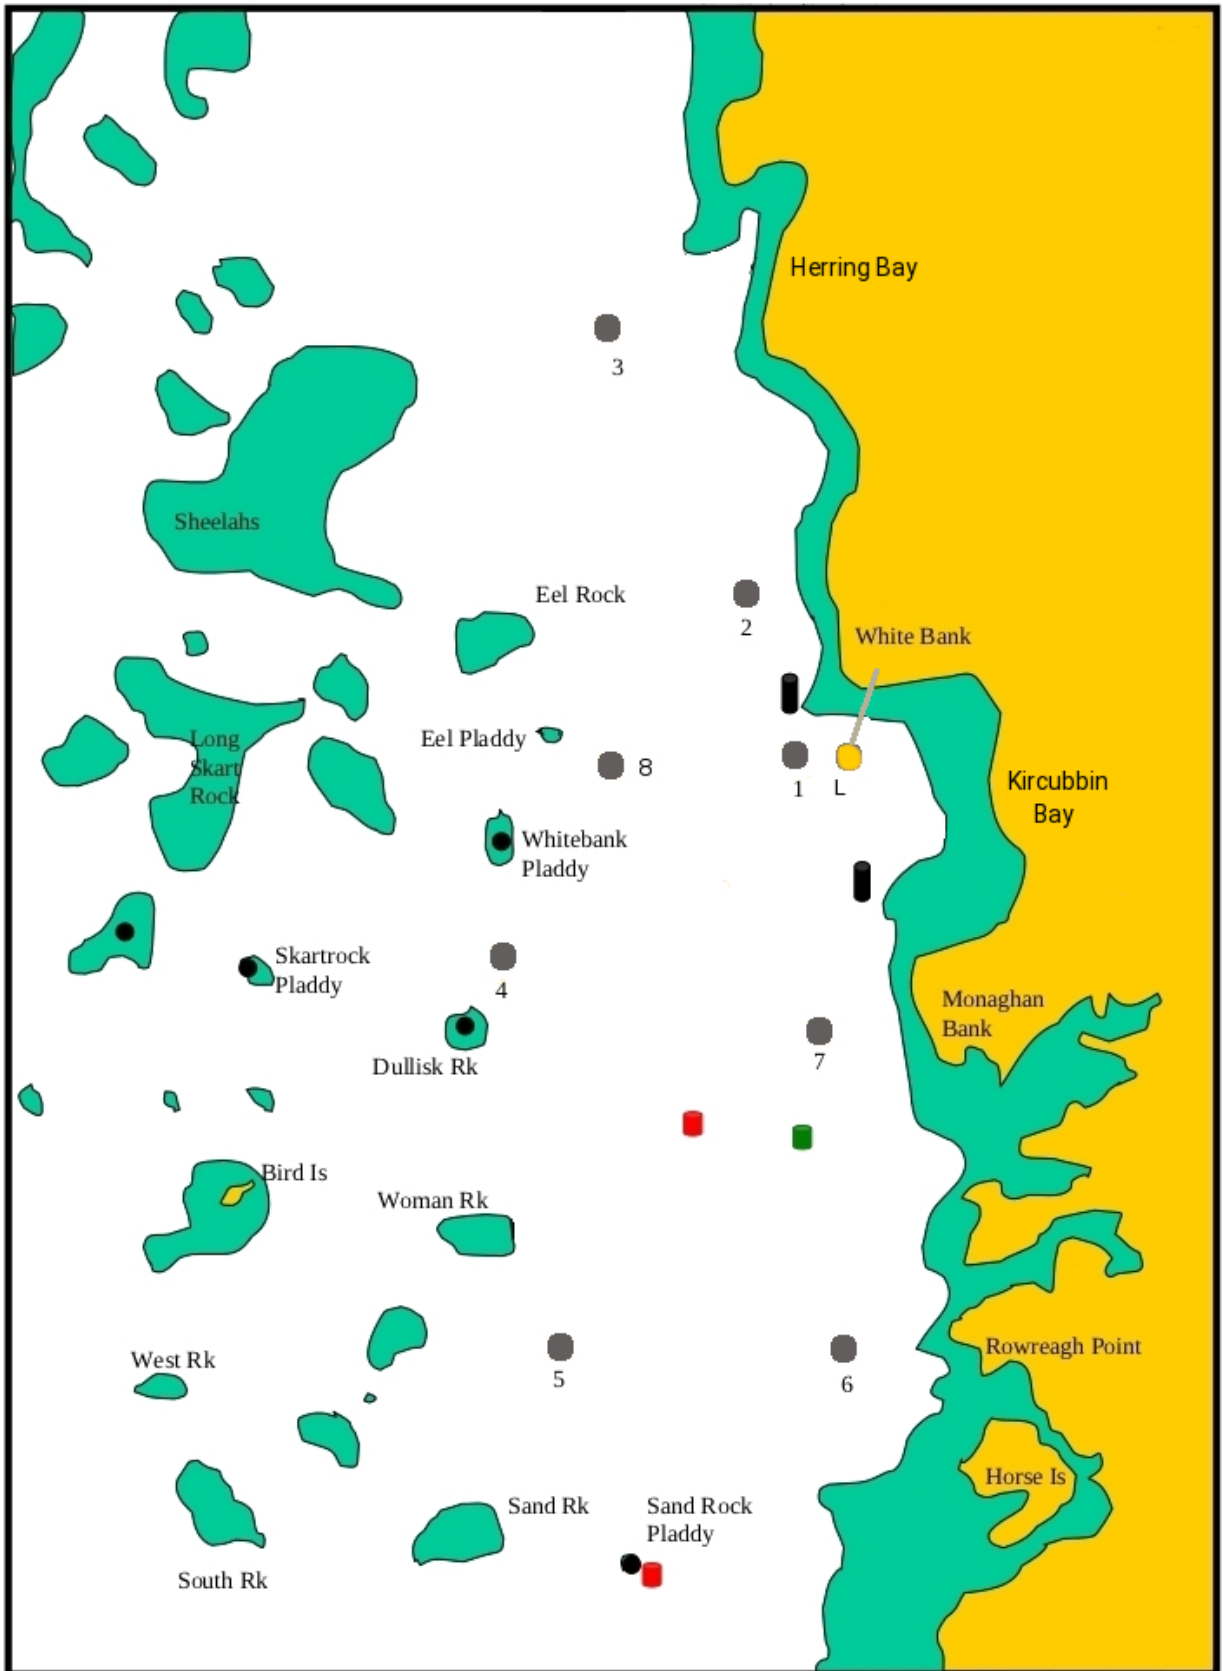 Herring Bay
3
Sheelahs
Eel Rock
2
White Bank
Long
Skart
Rock
Eel Pladdy
8
1
L
Kircubbin
Bay
Whitebank
Pladdy
Skartrock
Pladdy
4
Monaghan
Bank
Dullisk Rk
7
Bird Is
Woman Rk
West Rk
5
6
Rowreagh Point
Horse Is
Sand Rk
Sand Rock
Pladdy
South Rk